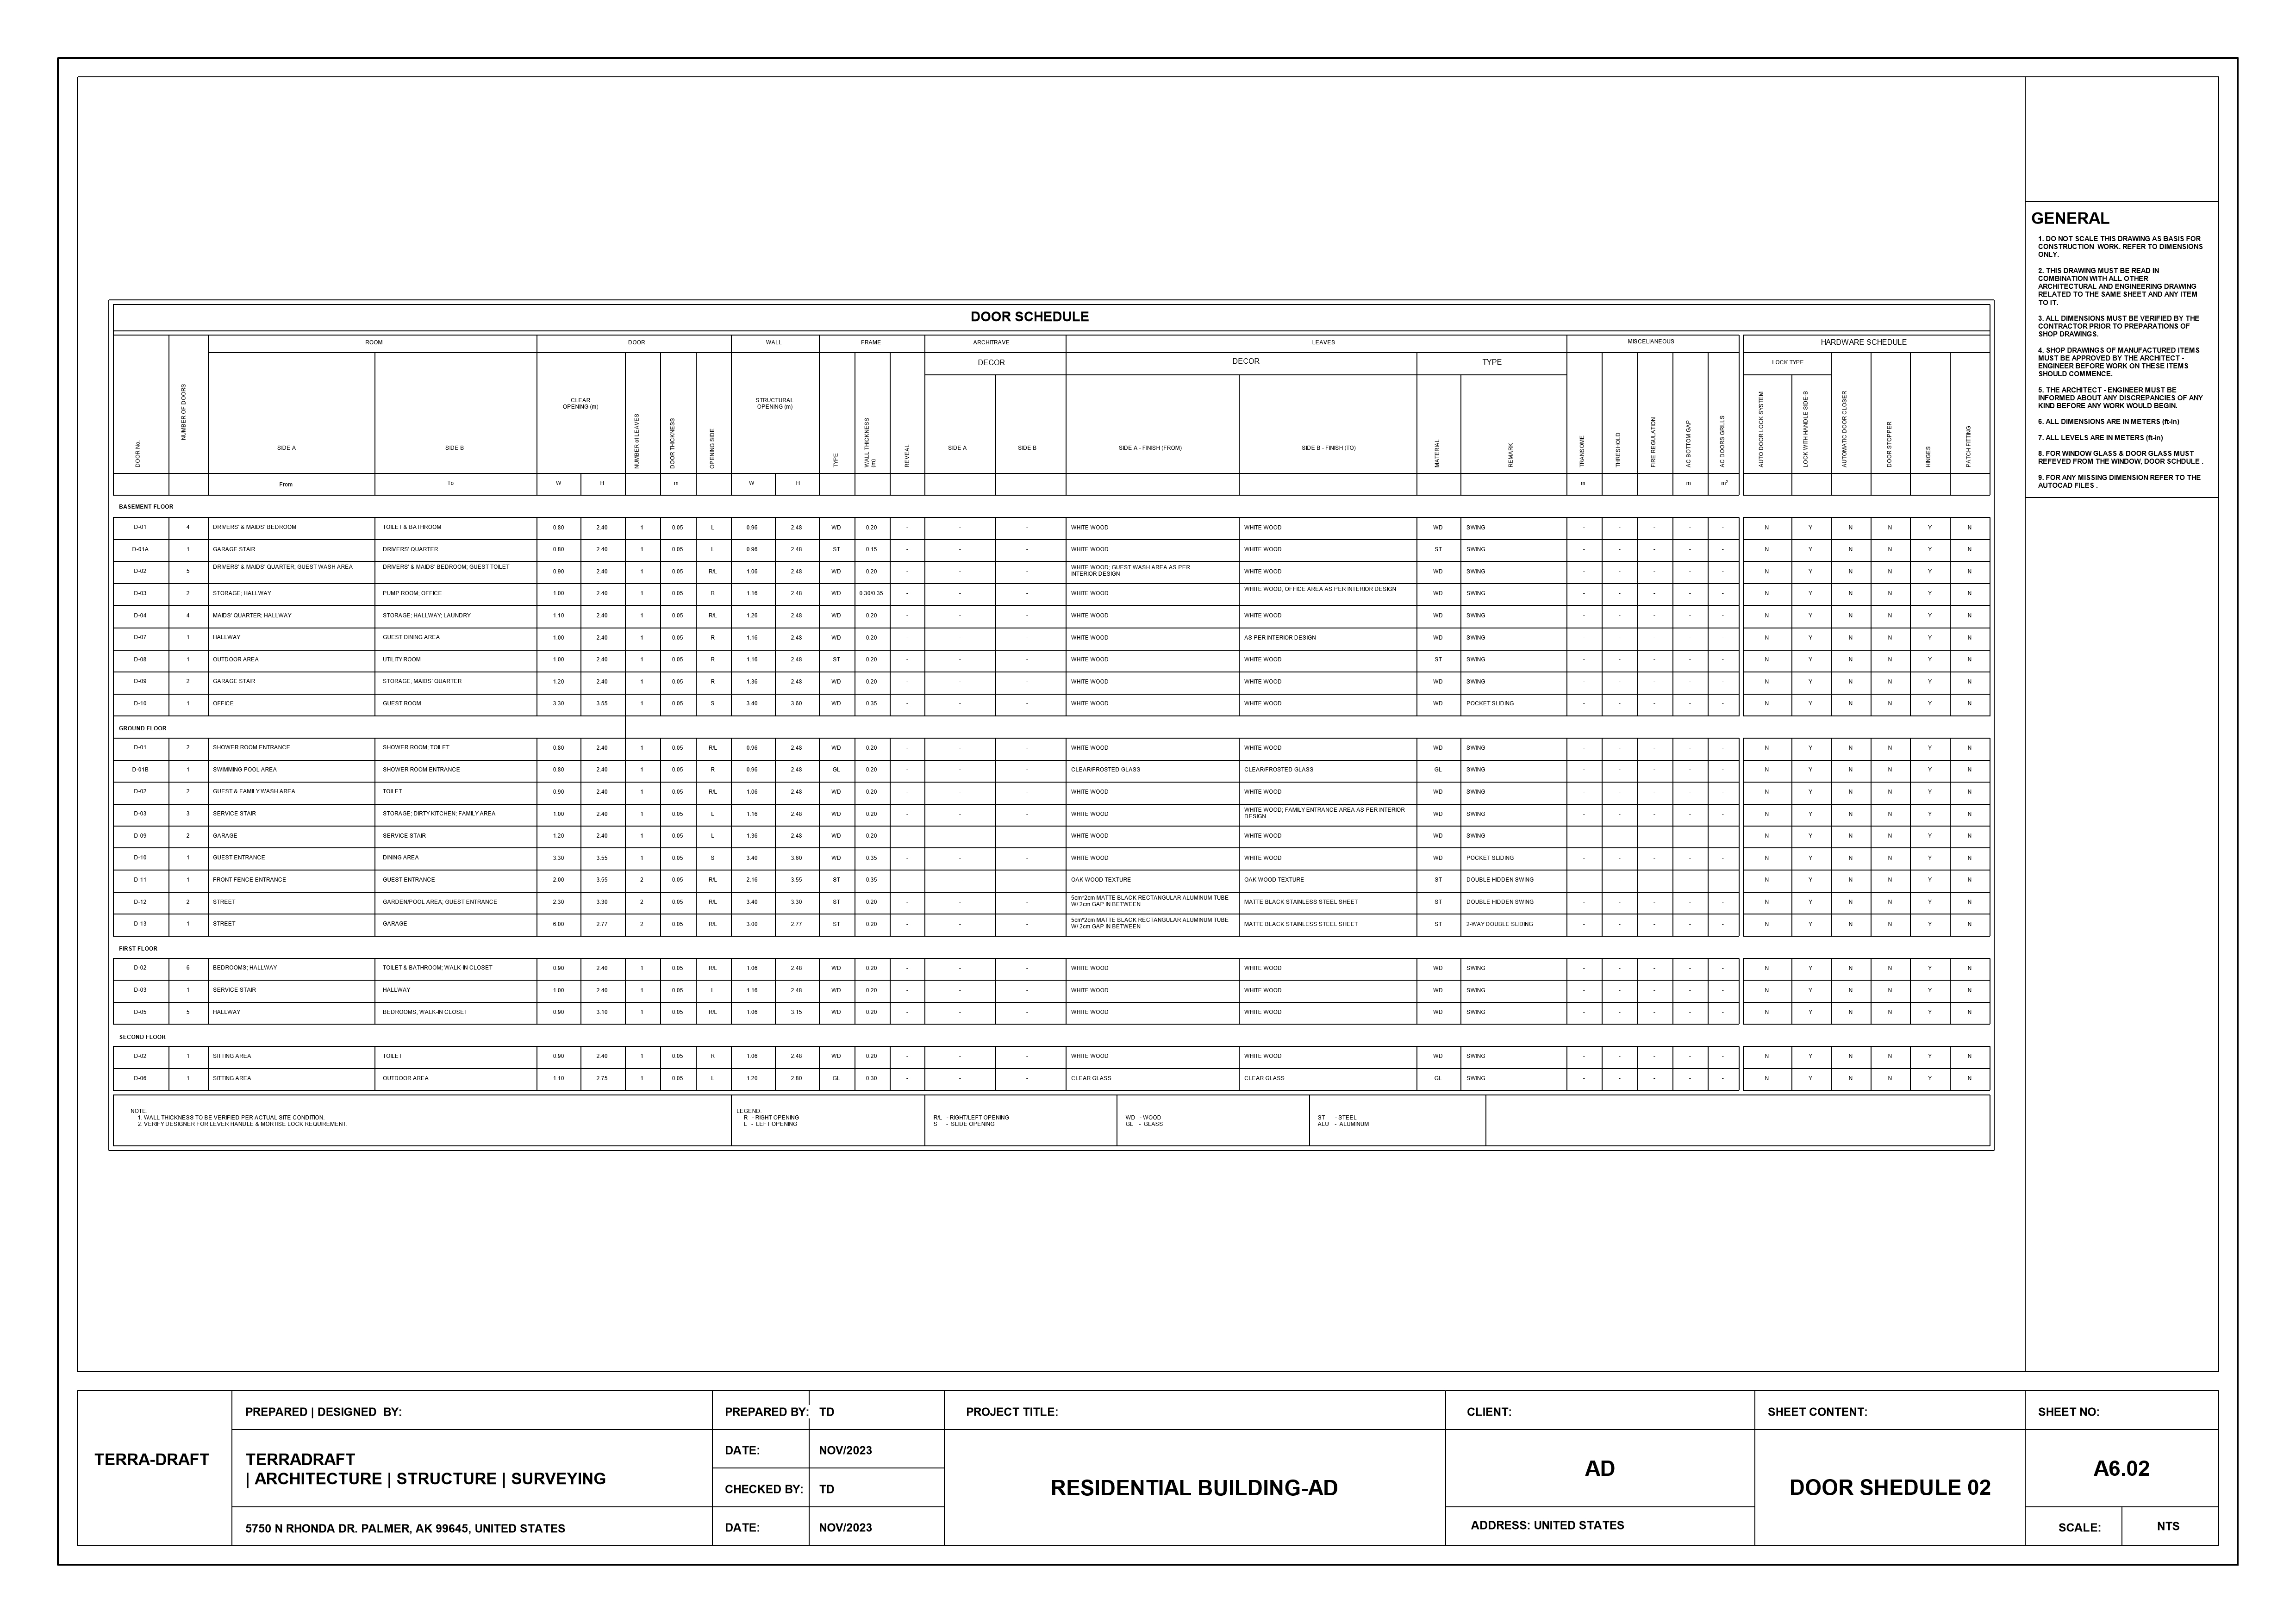 DOOR SCHEDULE
DOOR No. NUMBER OF DOORS ROOM DOOR WALL FRAME ARCHITRAVE LEAVES MISCELIANEOUS HARDWARE SCHEDULE
DECOR DECOR TYPE LOCK TYPE
CLEAR OPENING (m) STRUCTURAL OPENING (m)
SIDE A SIDE B NUMBER of LEAVES DOOR THICKNESS OPENING SIDE TYPE WALL THICKNESS (m) REVEAL SIDE A SIDE B SIDE A - FINISH (FROM) SIDE B - FINISH (TO) MATERIAL REMARK TRANSOME THRESHOLD FIRE REGULATION AC BOTTOM GAP AC DOORS GRILLS AUTO DOOR LOCK SYSTEM LOCK WITH HANDLE SIDE-B AUTOMATIC DOOR CLOSER DOOR STOPPER HINGES PATCH FITTING
From To W H m W H m m m²
BASEMENT FLOOR
D-01 4 DRIVERS' & MAIDS' BEDROOM TOILET & BATHROOM 0.80 2.40 1 0.05 L 0.96 2.48 WD 0.20 - - - WHITE WOOD WHITE WOOD WD SWING - - - - - N Y N N Y N
D-01A 1 GARAGE STAIR DRIVERS' QUARTER 0.80 2.40 1 0.05 L 0.96 2.48 ST 0.15 - - - WHITE WOOD WHITE WOOD ST SWING - - - - - N Y N N Y N
D-02 5 DRIVERS' & MAIDS' QUARTER; GUEST WASH AREA DRIVERS' & MAIDS' BEDROOM; GUEST TOILET 0.90 2.40 1 0.05 R/L 1.06 2.48 WD 0.20 - - - WHITE WOOD; GUEST WASH AREA AS PER INTERIOR DESIGN WHITE WOOD WD SWING - - - - - N Y N N Y N
D-03 2 STORAGE; HALLWAY PUMP ROOM; OFFICE 1.00 2.40 1 0.05 R 1.16 2.48 WD 0.30/0.35 - - - WHITE WOOD WHITE WOOD; OFFICE AREA AS PER INTERIOR DESIGN WD SWING - - - - - N Y N N Y N
D-04 4 MAIDS' QUARTER; HALLWAY STORAGE; HALLWAY; LAUNDRY 1.10 2.40 1 0.05 R/L 1.26 2.48 WD 0.20 - - - WHITE WOOD WHITE WOOD WD SWING - - - - - N Y N N Y N
D-07 1 HALLWAY GUEST DINING AREA 1.00 2.40 1 0.05 R 1.16 2.48 WD 0.20 - - - WHITE WOOD AS PER INTERIOR DESIGN WD SWING - - - - - N Y N N Y N
D-08 1 OUTDOOR AREA UTILITY ROOM 1.00 2.40 1 0.05 R 1.16 2.48 ST 0.20 - - - WHITE WOOD WHITE WOOD ST SWING - - - - - N Y N N Y N
D-09 2 GARAGE STAIR STORAGE; MAIDS' QUARTER 1.20 2.40 1 0.05 R 1.36 2.48 WD 0.20 - - - WHITE WOOD WHITE WOOD WD SWING - - - - - N Y N N Y N
D-10 1 OFFICE GUEST ROOM 3.30 3.55 1 0.05 S 3.40 3.60 WD 0.35 - - - WHITE WOOD WHITE WOOD WD POCKET SLIDING - - - - - N Y N N Y N
GROUND FLOOR
D-01 2 SHOWER ROOM ENTRANCE SHOWER ROOM; TOILET 0.80 2.40 1 0.05 R/L 0.96 2.48 WD 0.20 - - - WHITE WOOD WHITE WOOD WD SWING - - - - - N Y N N Y N
D-01B 1 SWIMMING POOL AREA SHOWER ROOM ENTRANCE 0.80 2.40 1 0.05 R 0.96 2.48 GL 0.20 - - - CLEAR/FROSTED GLASS CLEAR/FROSTED GLASS GL SWING - - - - - N Y N N Y N
D-02 2 GUEST & FAMILY WASH AREA TOILET 0.90 2.40 1 0.05 R/L 1.06 2.48 WD 0.20 - - - WHITE WOOD WHITE WOOD WD SWING - - - - - N Y N N Y N
D-03 3 SERVICE STAIR STORAGE; DIRTY KITCHEN; FAMILY AREA 1.00 2.40 1 0.05 L 1.16 2.48 WD 0.20 - - - WHITE WOOD WHITE WOOD; FAMILY ENTRANCE AREA AS PER INTERIOR DESIGN WD SWING - - - - - N Y N N Y N
D-09 2 GARAGE SERVICE STAIR 1.20 2.40 1 0.05 L 1.36 2.48 WD 0.20 - - - WHITE WOOD WHITE WOOD WD SWING - - - - - N Y N N Y N
D-10 1 GUEST ENTRANCE DINING AREA 3.30 3.55 1 0.05 S 3.40 3.60 WD 0.35 - - - WHITE WOOD WHITE WOOD WD POCKET SLIDING - - - - - N Y N N Y N
D-11 1 FRONT FENCE ENTRANCE GUEST ENTRANCE 2.00 3.55 2 0.05 R/L 2.16 3.55 ST 0.35 - - - OAK WOOD TEXTURE OAK WOOD TEXTURE ST DOUBLE HIDDEN SWING - - - - - N Y N N Y N
D-12 2 STREET GARDEN/POOL AREA; GUEST ENTRANCE 2.30 3.30 2 0.05 R/L 3.40 3.30 ST 0.20 - - - 5cm*2cm MATTE BLACK RECTANGULAR ALUMINUM TUBE W/ 2cm GAP IN BETWEEN MATTE BLACK STAINLESS STEEL SHEET ST DOUBLE HIDDEN SWING - - - - - N Y N N Y N
D-13 1 STREET GARAGE 6.00 2.77 2 0.05 R/L 3.00 2.77 ST 0.20 - - - 5cm*2cm MATTE BLACK RECTANGULAR ALUMINUM TUBE W/ 2cm GAP IN BETWEEN MATTE BLACK STAINLESS STEEL SHEET ST 2-WAY DOUBLE SLIDING - - - - - N Y N N Y N
FIRST FLOOR
D-02 6 BEDROOMS; HALLWAY TOILET & BATHROOM; WALK-IN CLOSET 0.90 2.40 1 0.05 R/L 1.06 2.48 WD 0.20 - - - WHITE WOOD WHITE WOOD WD SWING - - - - - N Y N N Y N
D-03 1 SERVICE STAIR HALLWAY 1.00 2.40 1 0.05 L 1.16 2.48 WD 0.20 - - - WHITE WOOD WHITE WOOD WD SWING - - - - - N Y N N Y N
D-05 5 HALLWAY BEDROOMS; WALK-IN CLOSET 0.90 3.10 1 0.05 R/L 1.06 3.15 WD 0.20 - - - WHITE WOOD WHITE WOOD WD SWING - - - - - N Y N N Y N
SECOND FLOOR
D-02 1 SITTING AREA TOILET 0.90 2.40 1 0.05 R 1.06 2.48 WD 0.20 - - - WHITE WOOD WHITE WOOD WD SWING - - - - - N Y N N Y N
D-06 1 SITTING AREA OUTDOOR AREA 1.10 2.75 1 0.05 L 1.20 2.80 GL 0.30 - - - CLEAR GLASS CLEAR GLASS GL SWING - - - - - N Y N N Y N
NOTE:
1. WALL THICKNESS TO BE VERIFIED PER ACTUAL SITE CONDITION.
2. VERIFY DESIGNER FOR LEVER HANDLE & MORTISE LOCK REQUIREMENT.
LEGEND:
R - RIGHT OPENING
L - LEFT OPENING
R/L - RIGHT/LEFT OPENING
S - SLIDE OPENING
WD - WOOD
GL - GLASS
ST - STEEL
ALU - ALUMINUM
GENERAL
1. DO NOT SCALE THIS DRAWING AS BASIS FOR
CONSTRUCTION WORK. REFER TO DIMENSIONS
ONLY.
2. THIS DRAWING MUST BE READ IN
COMBINATION WITH ALL OTHER
ARCHITECTURAL AND ENGINEERING DRAWING
RELATED TO THE SAME SHEET AND ANY ITEM
TO IT.
3. ALL DIMENSIONS MUST BE VERIFIED BY THE
CONTRACTOR PRIOR TO PREPARATIONS OF
SHOP DRAWINGS.
4. SHOP DRAWINGS OF MANUFACTURED ITEMS
MUST BE APPROVED BY THE ARCHITECT -
ENGINEER BEFORE WORK ON THESE ITEMS
SHOULD COMMENCE.
5. THE ARCHITECT - ENGINEER MUST BE
INFORMED ABOUT ANY DISCREPANCIES OF ANY
KIND BEFORE ANY WORK WOULD BEGIN.
6. ALL DIMENSIONS ARE IN METERS (ft-in)
7. ALL LEVELS ARE IN METERS (ft-in)
8. FOR WINDOW GLASS & DOOR GLASS MUST
REFEVED FROM THE WINDOW, DOOR SCHDULE .
9. FOR ANY MISSING DIMENSION REFER TO THE
AUTOCAD FILES .
TERRA-DRAFT
PREPARED | DESIGNED BY:
TERRADRAFT
| ARCHITECTURE | STRUCTURE | SURVEYING
5750 N RHONDA DR. PALMER, AK 99645, UNITED STATES
PREPARED BY: TD
DATE: NOV/2023
CHECKED BY: TD
DATE: NOV/2023
PROJECT TITLE:
RESIDENTIAL BUILDING-AD
CLIENT:
AD
ADDRESS: UNITED STATES
SHEET CONTENT:
DOOR SHEDULE 02
SHEET NO:
A6.02
SCALE: NTS